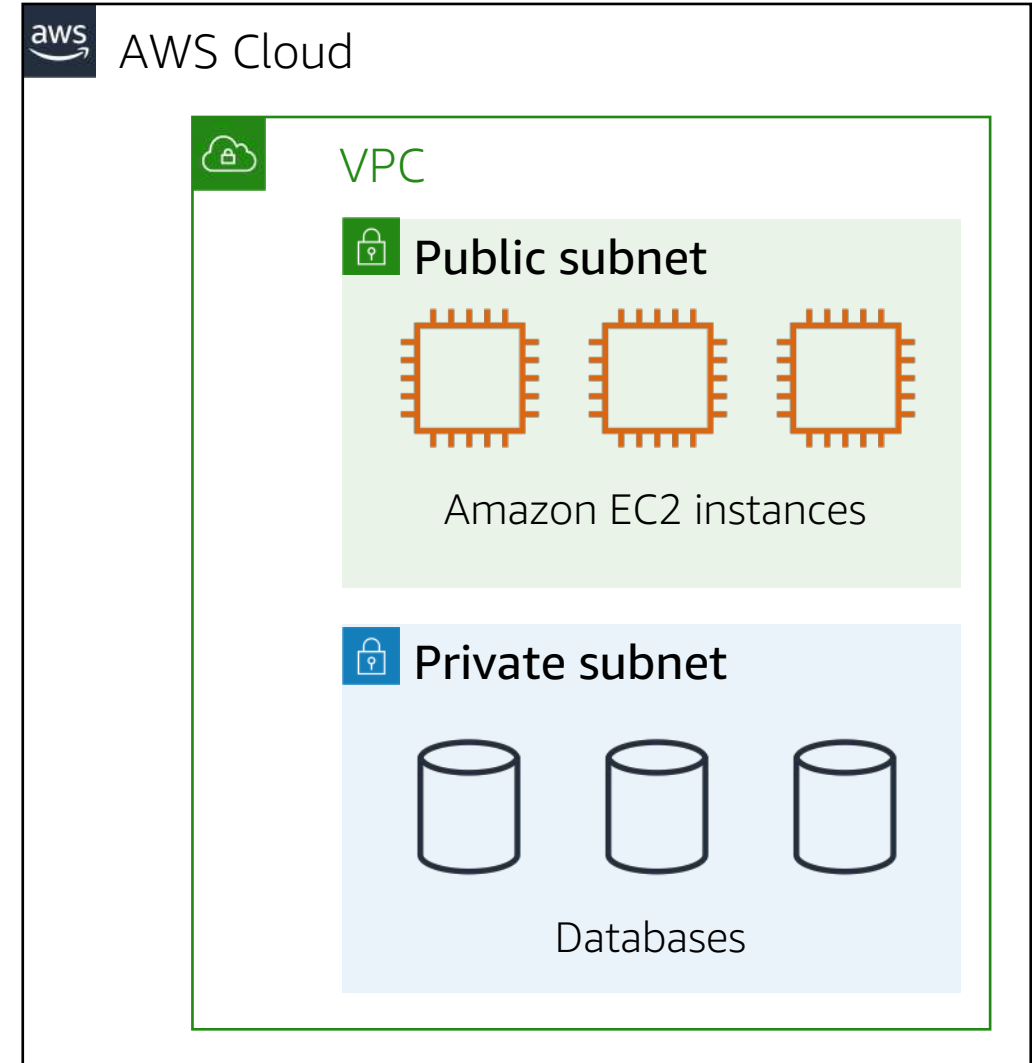 aws
AWS Cloud
VPC
Public subnet
Amazon EC2 instances
Private subnet
Databases